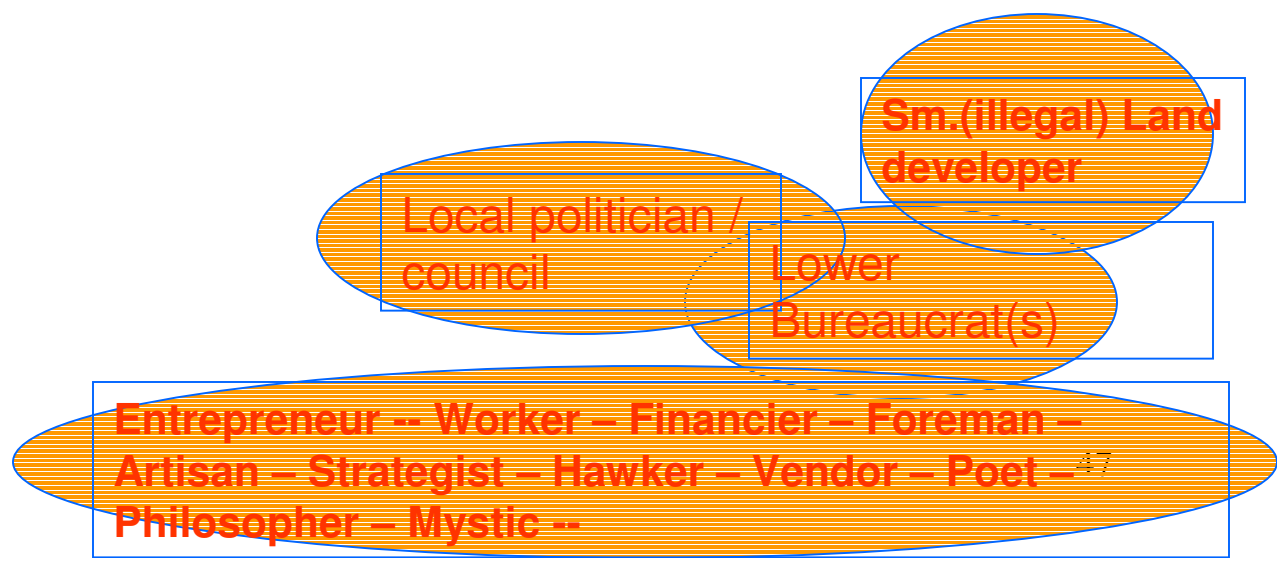 Sm.(illegal) Land
developer
Local politician /
council
Lower
Bureaucrat(s)
Entrepreneur -- Worker – Financier – Foreman –
Artisan – Strategist – Hawker – Vendor – Poet –
47
Philosopher – Mystic --